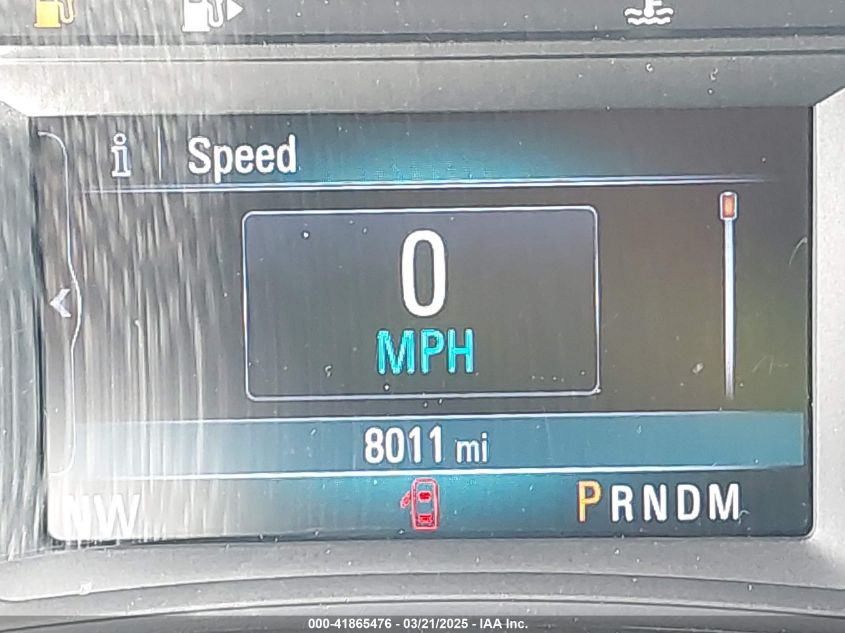 i Speed
0
MPH
8011 mi
NW
PRNDM
000-41865476 - 03/21/2025 - IAA Inc.